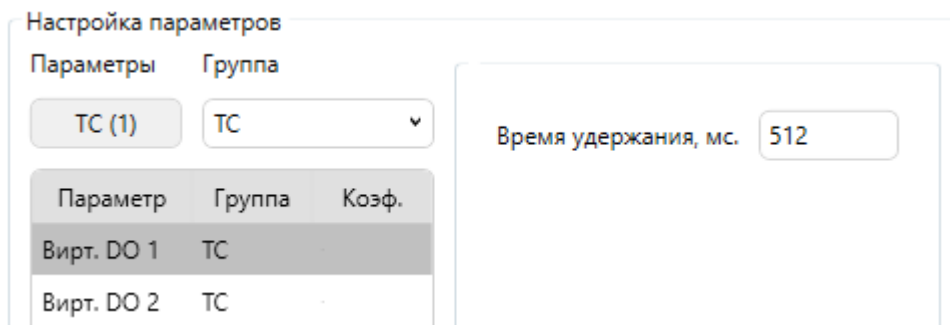 Настройка параметров
Параметры Группа
ТС (1) ТС
Время удержания, мс. 512
Параметр Группа Коэф.
Вирт. DO 1 ТС -
Вирт. DO 2 ТС -